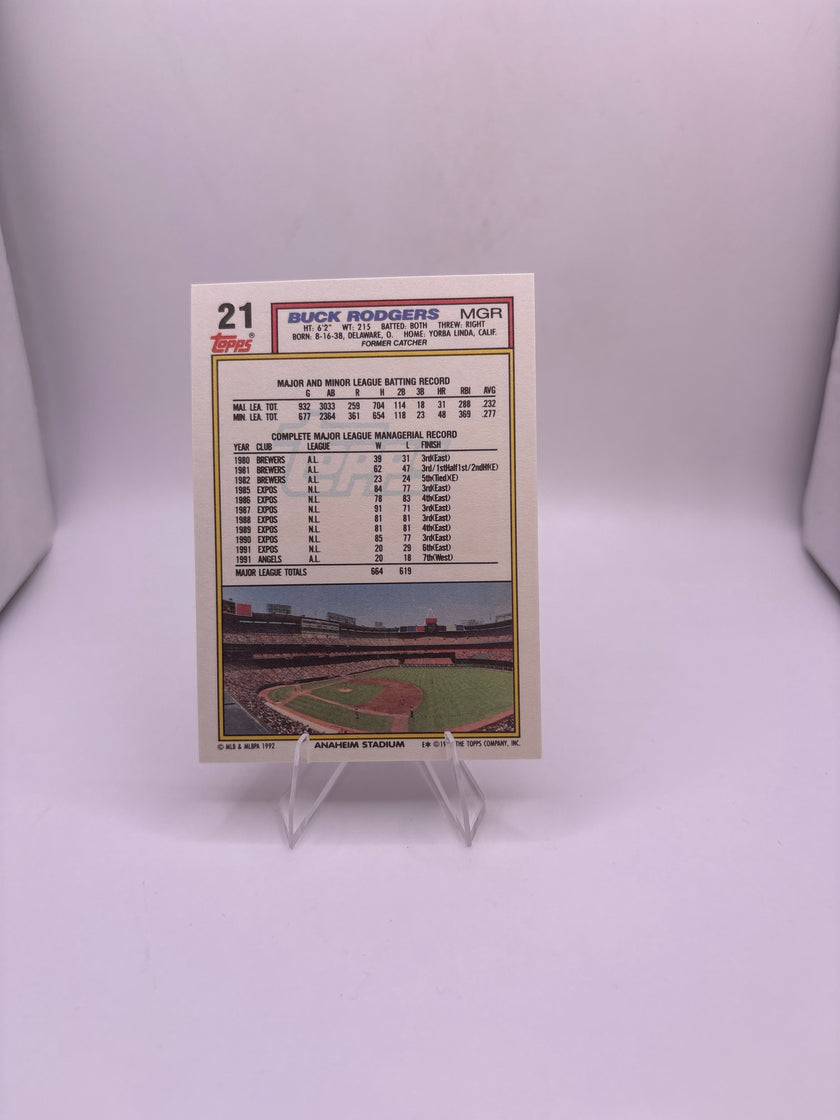 21
Topps®
BUCK RODGERS MGR
HT: 6'2" WT: 215 BATTED: BOTH THREW: RIGHT
BORN: 8-16-38, DELAWARE, O. HOME: YORBA LINDA, CALIF.
FORMER CATCHER
MAJOR AND MINOR LEAGUE BATTING RECORD
G AB R H 2B 3B HR RBI AVG
MAJ. LEA. TOT. 932 3033 259 704 114 18 31 288 .232
MIN. LEA. TOT. 677 2364 361 654 118 23 48 369 .277
COMPLETE MAJOR LEAGUE MANAGERIAL RECORD
YEAR CLUB LEAGUE W L FINISH
1980 BREWERS A.L. 39 31 3rd(East)
1981 BREWERS A.L. 62 47 3rd/1stHalf1st/2ndH(E)
1982 BREWERS A.L. 23 24 5th(Tied)(E)
1985 EXPOS N.L. 84 77 3rd(East)
1986 EXPOS N.L. 78 83 4th(East)
1987 EXPOS N.L. 91 71 3rd(East)
1988 EXPOS N.L. 81 81 3rd(East)
1989 EXPOS N.L. 81 81 4th(East)
1990 EXPOS N.L. 85 77 3rd(East)
1991 EXPOS N.L. 20 29 6th(East)
1991 ANGELS A.L. 20 18 7th(West)
MAJOR LEAGUE TOTALS 664 619
Topps
© MLB & MLBPA 1992 ANAHEIM STADIUM E✱ © THE TOPPS COMPANY, INC.